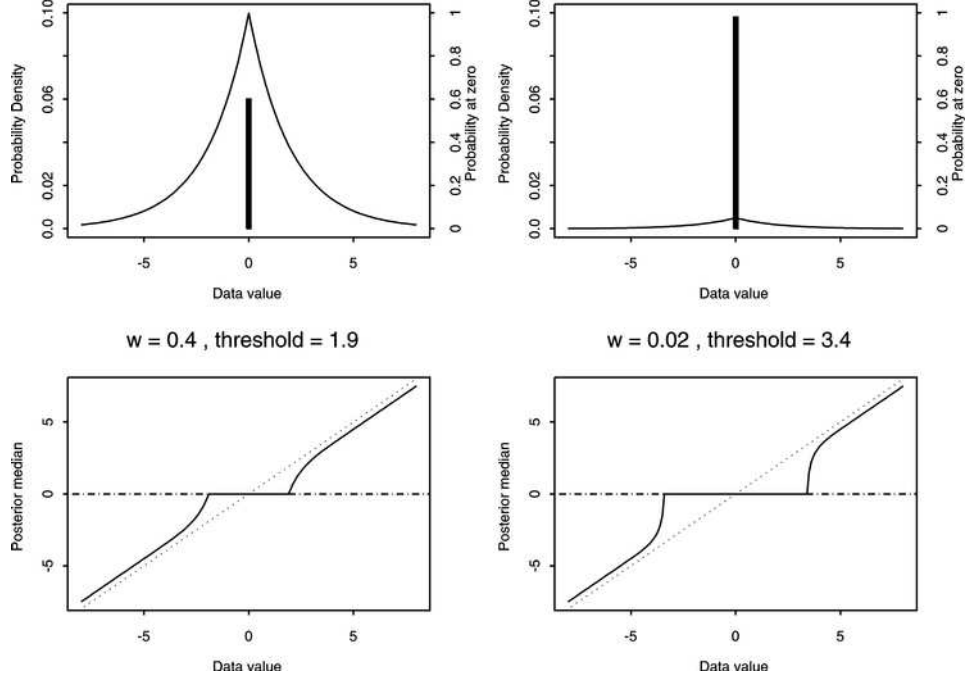 0.10
0.06
0.02
0.0
Probability Density
1
0.8
0.6
0.4
0.2
0
Probability at zero
-5 0 5
Data value
0.10
0.06
0.02
0.0
Probability Density
1
0.8
0.6
0.4
0.2
0
Probability at zero
-5 0 5
Data value
w = 0.4 , threshold = 1.9
w = 0.02 , threshold = 3.4
5
0
-5
Posterior median
-5 0 5
Data value
5
0
-5
Posterior median
-5 0 5
Data value